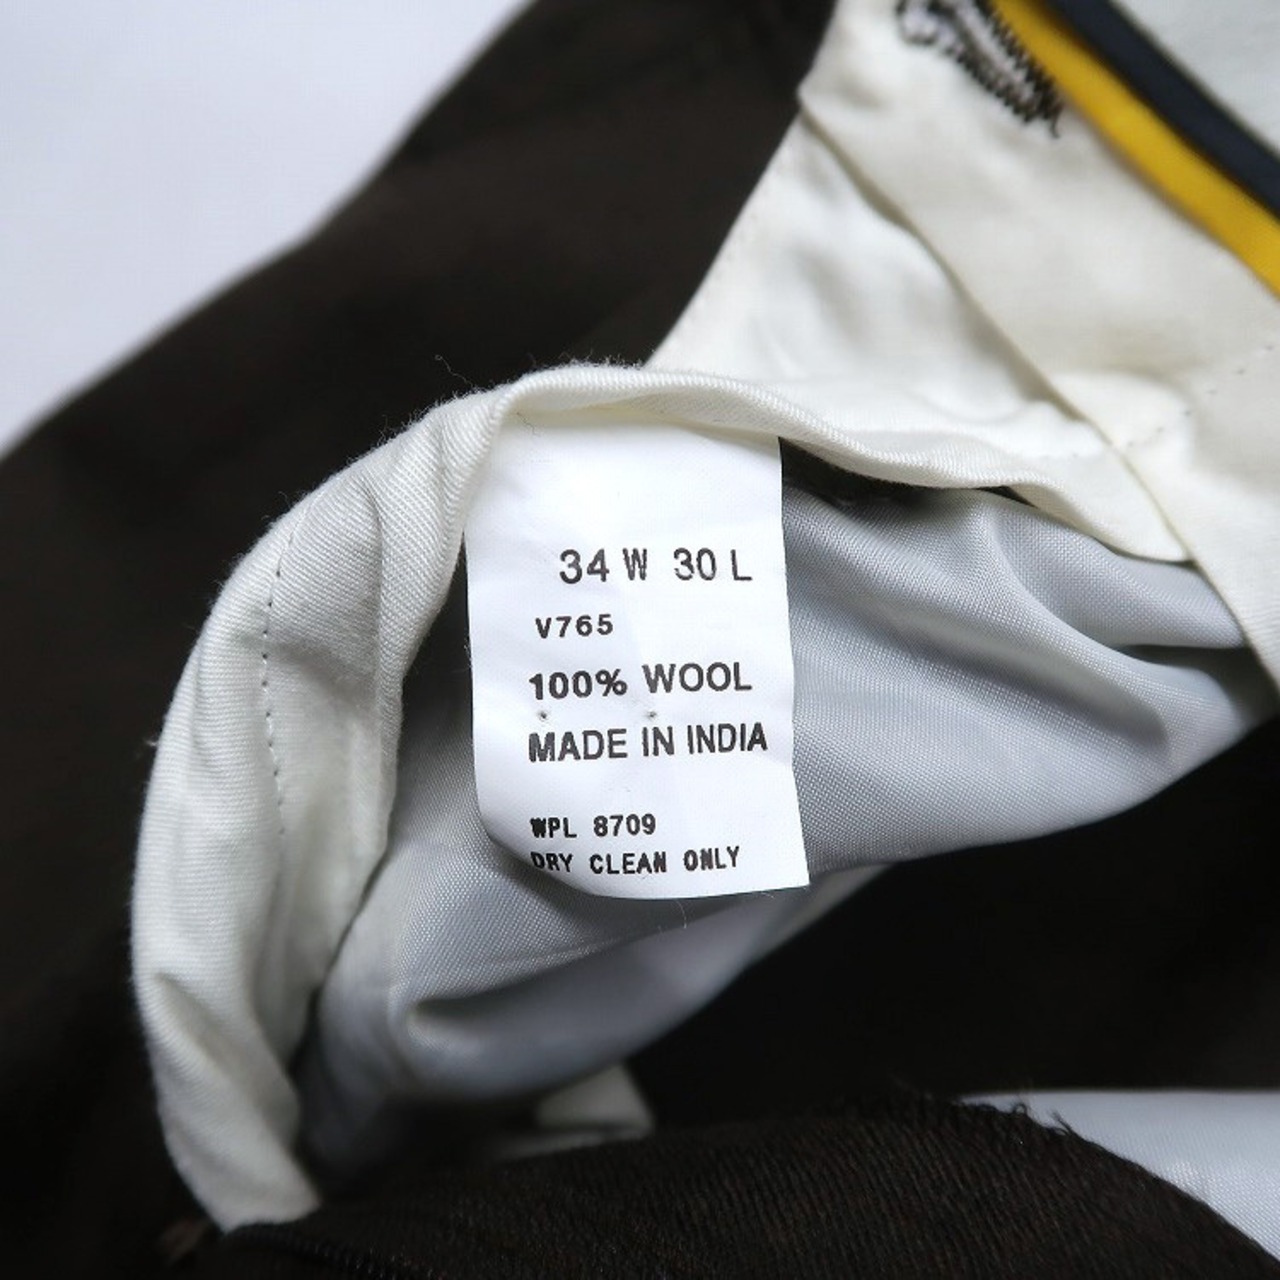 34 W 30 L
V765
100% WOOL
MADE IN INDIA
WPL 8709
DRY CLEAN ONLY